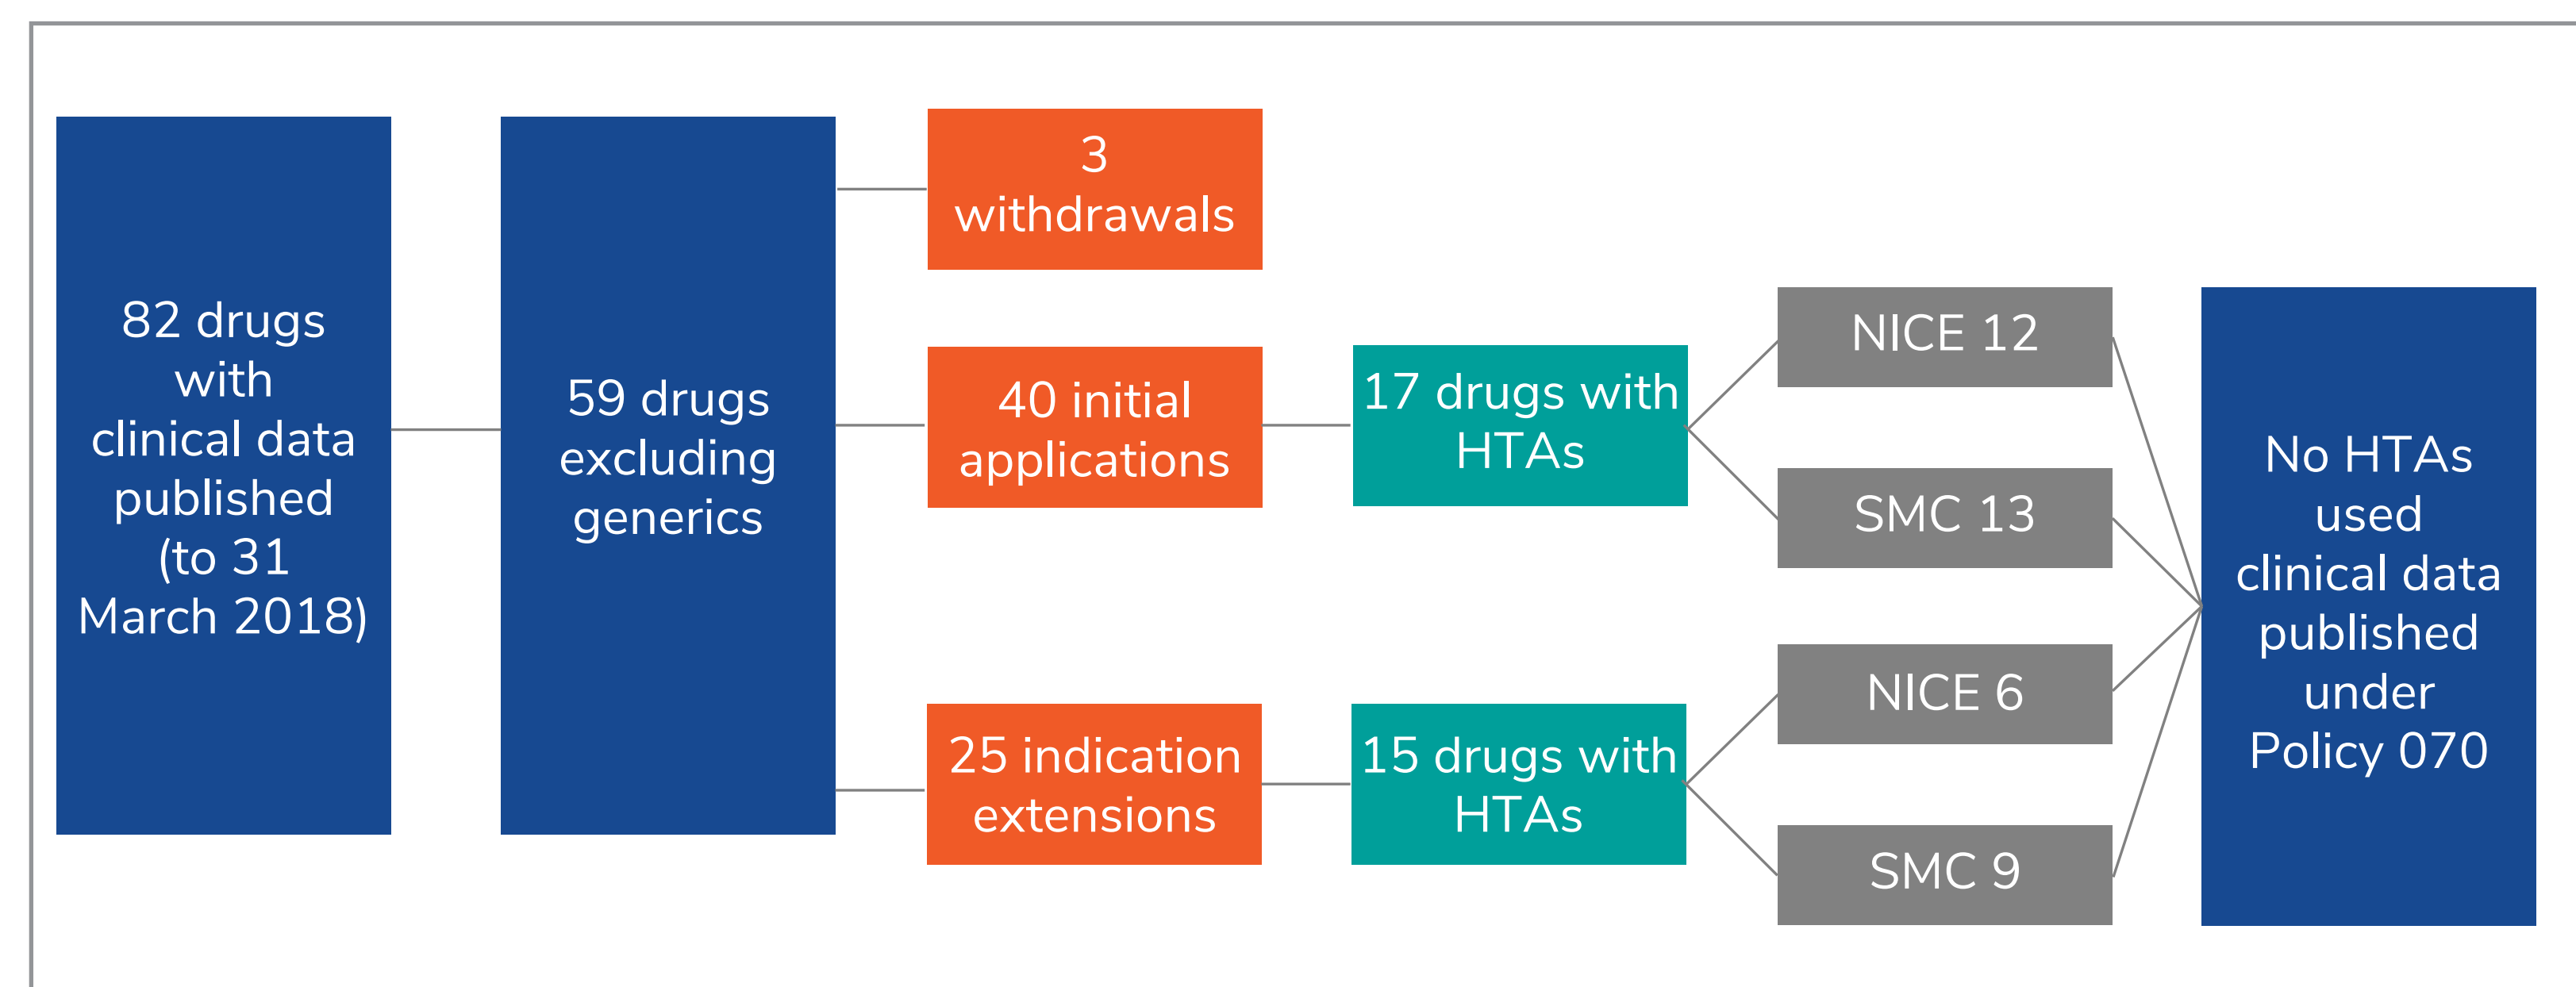 82 drugs
with
clinical data
published
(to 31
March 2018)
59 drugs
excluding
generics
3
withdrawals
40 initial
applications
25 indication
extensions
17 drugs with
HTAs
15 drugs with
HTAs
NICE 12
SMC 13
NICE 6
SMC 9
No HTAs
used
clinical data
published
under
Policy 070